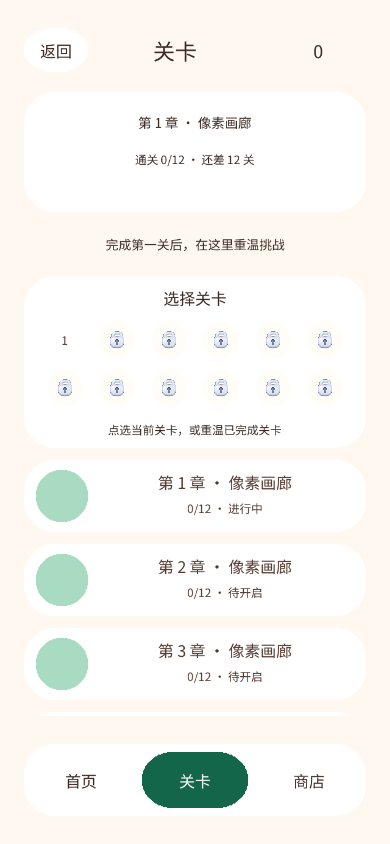 返回
关卡
0
第 1 章 · 像素画廊
通关 0/12 · 还差 12 关
完成第一关后，在这里重温挑战
选择关卡
1
点选当前关卡，或重温已完成关卡
第 1 章 · 像素画廊
0/12 · 进行中
第 2 章 · 像素画廊
0/12 · 待开启
第 3 章 · 像素画廊
0/12 · 待开启
首页
关卡
商店